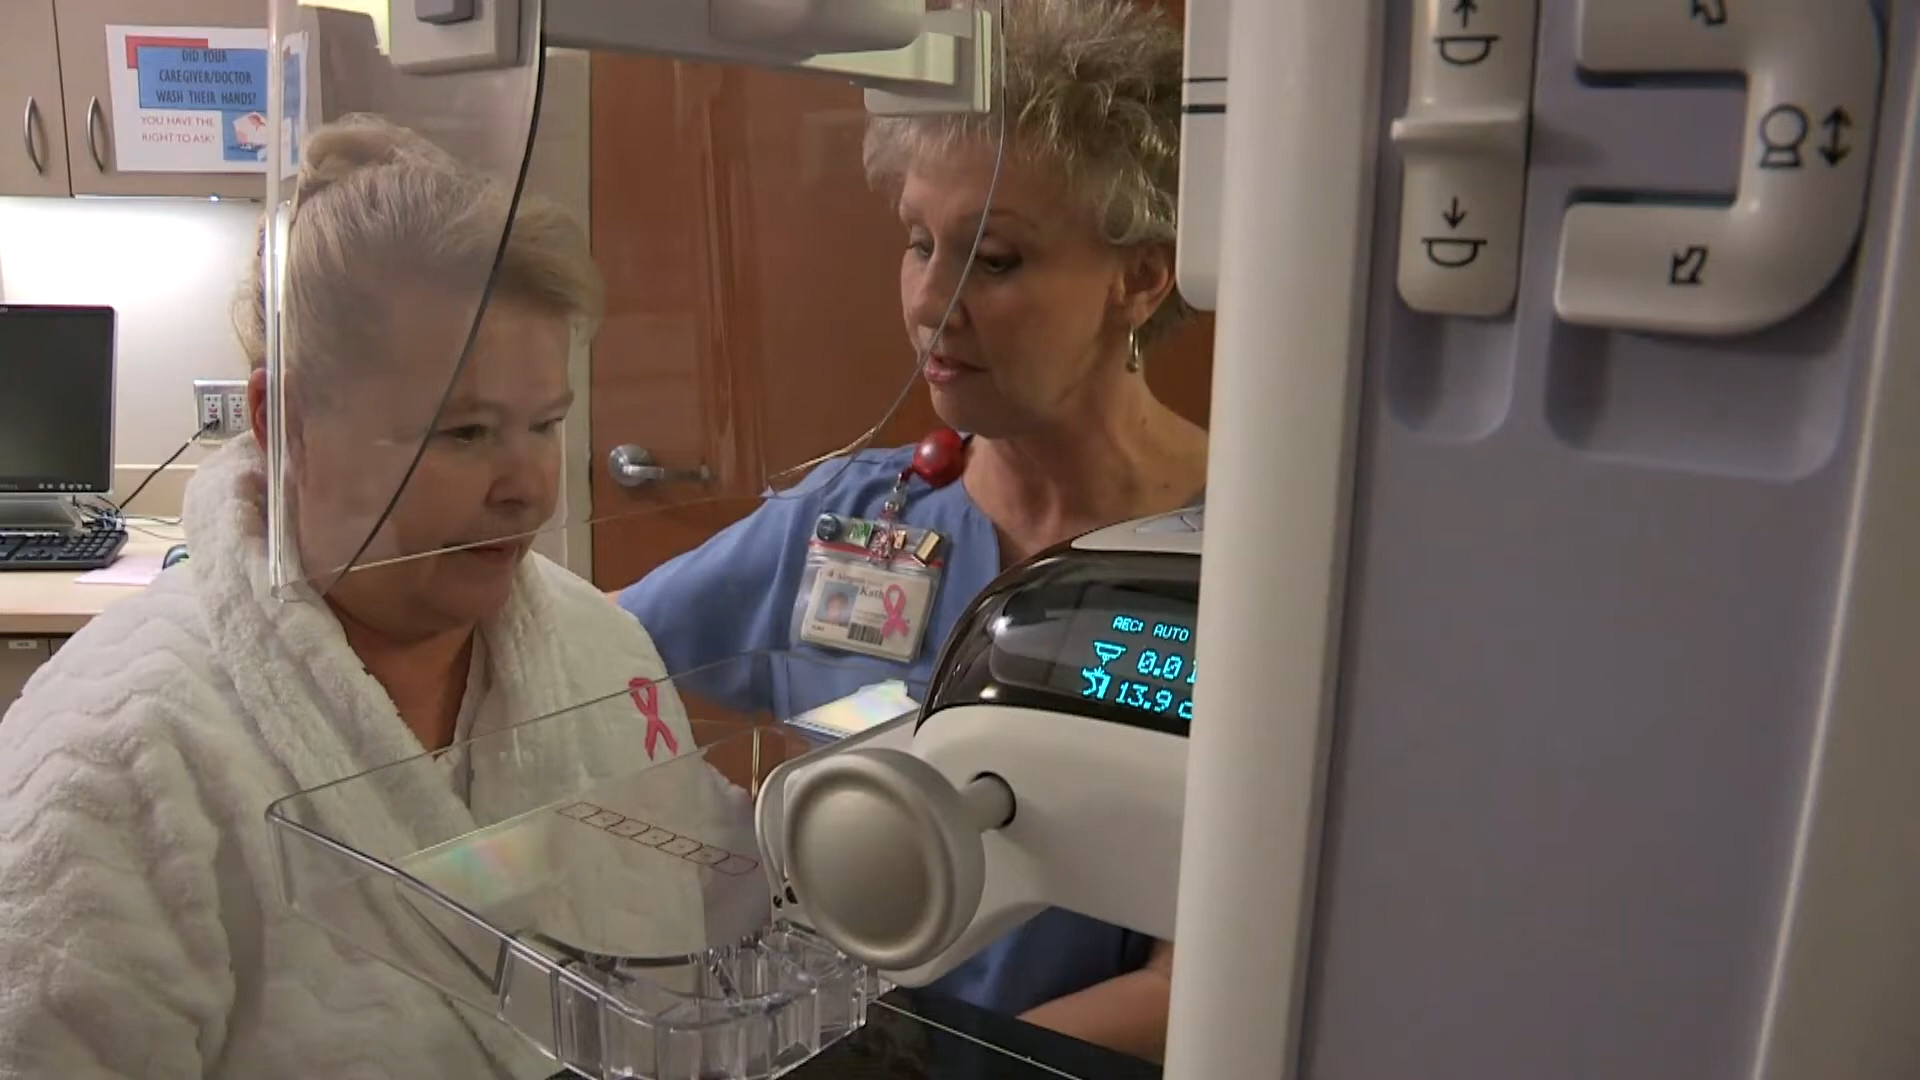 DID YOUR
CAREGIVER/DOCTOR
WASH THEIR HANDS?
YOU HAVE THE
RIGHT TO ASK!
Kath
AEC: AUTO
0.0
13.9 c